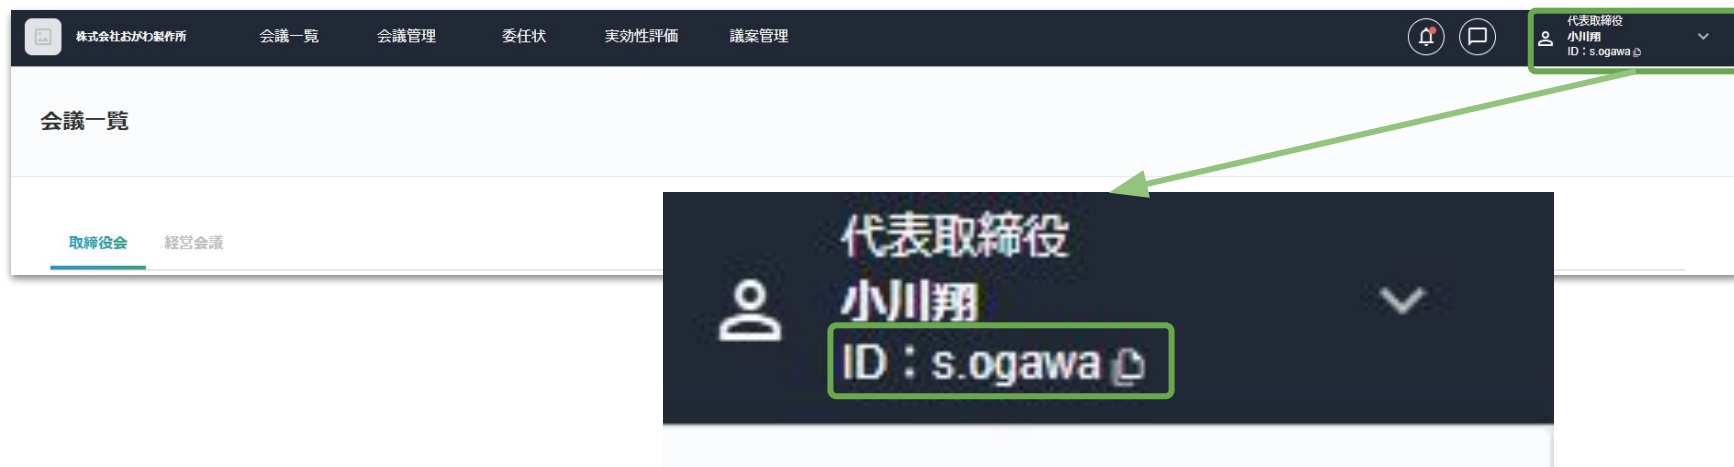 株式会社おがわ製作所
会議一覧
会議管理
委任状
実効性評価
議案管理
代表取締役
小川翔
ID：s.ogawa
会議一覧
取締役会
経営会議
代表取締役
小川翔
ID：s.ogawa